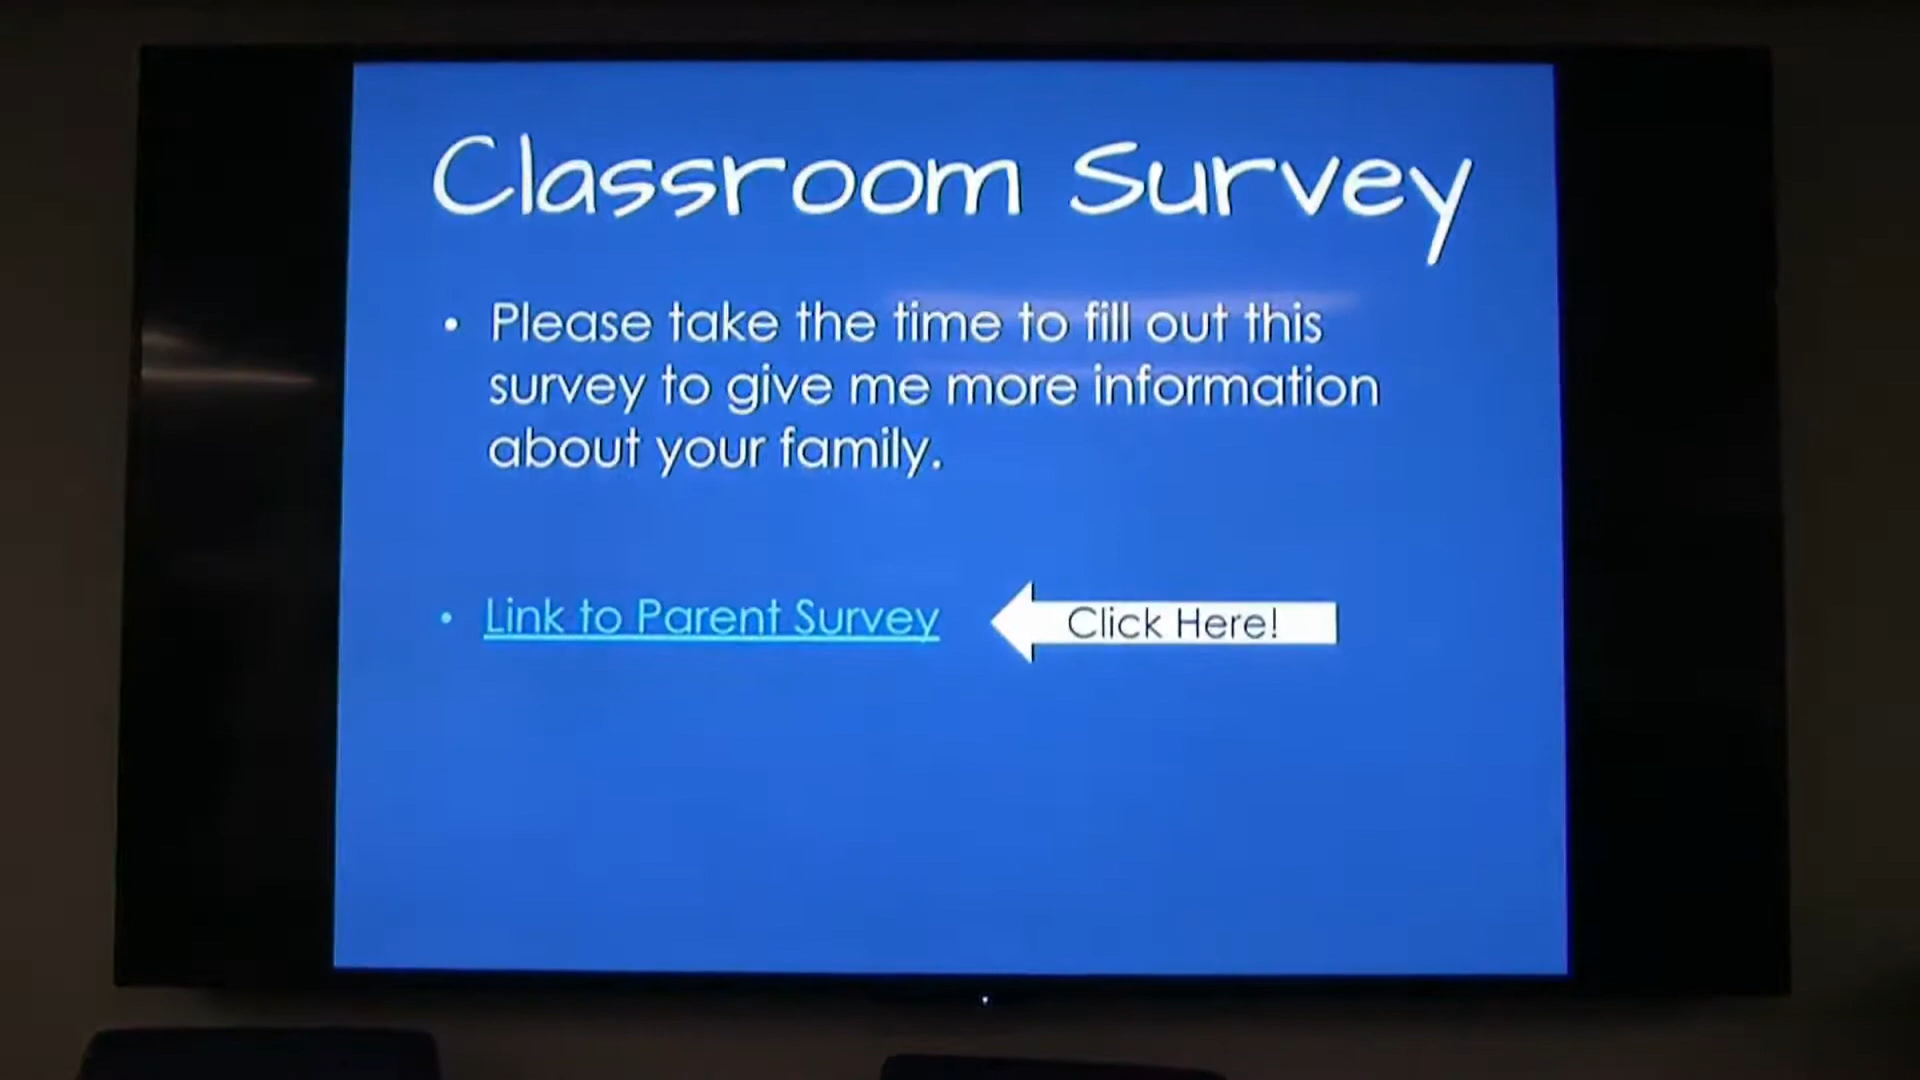 Classroom Survey
• Please take the time to fill out this
survey to give me more information
about your family.
• Link to Parent Survey
Click Here!